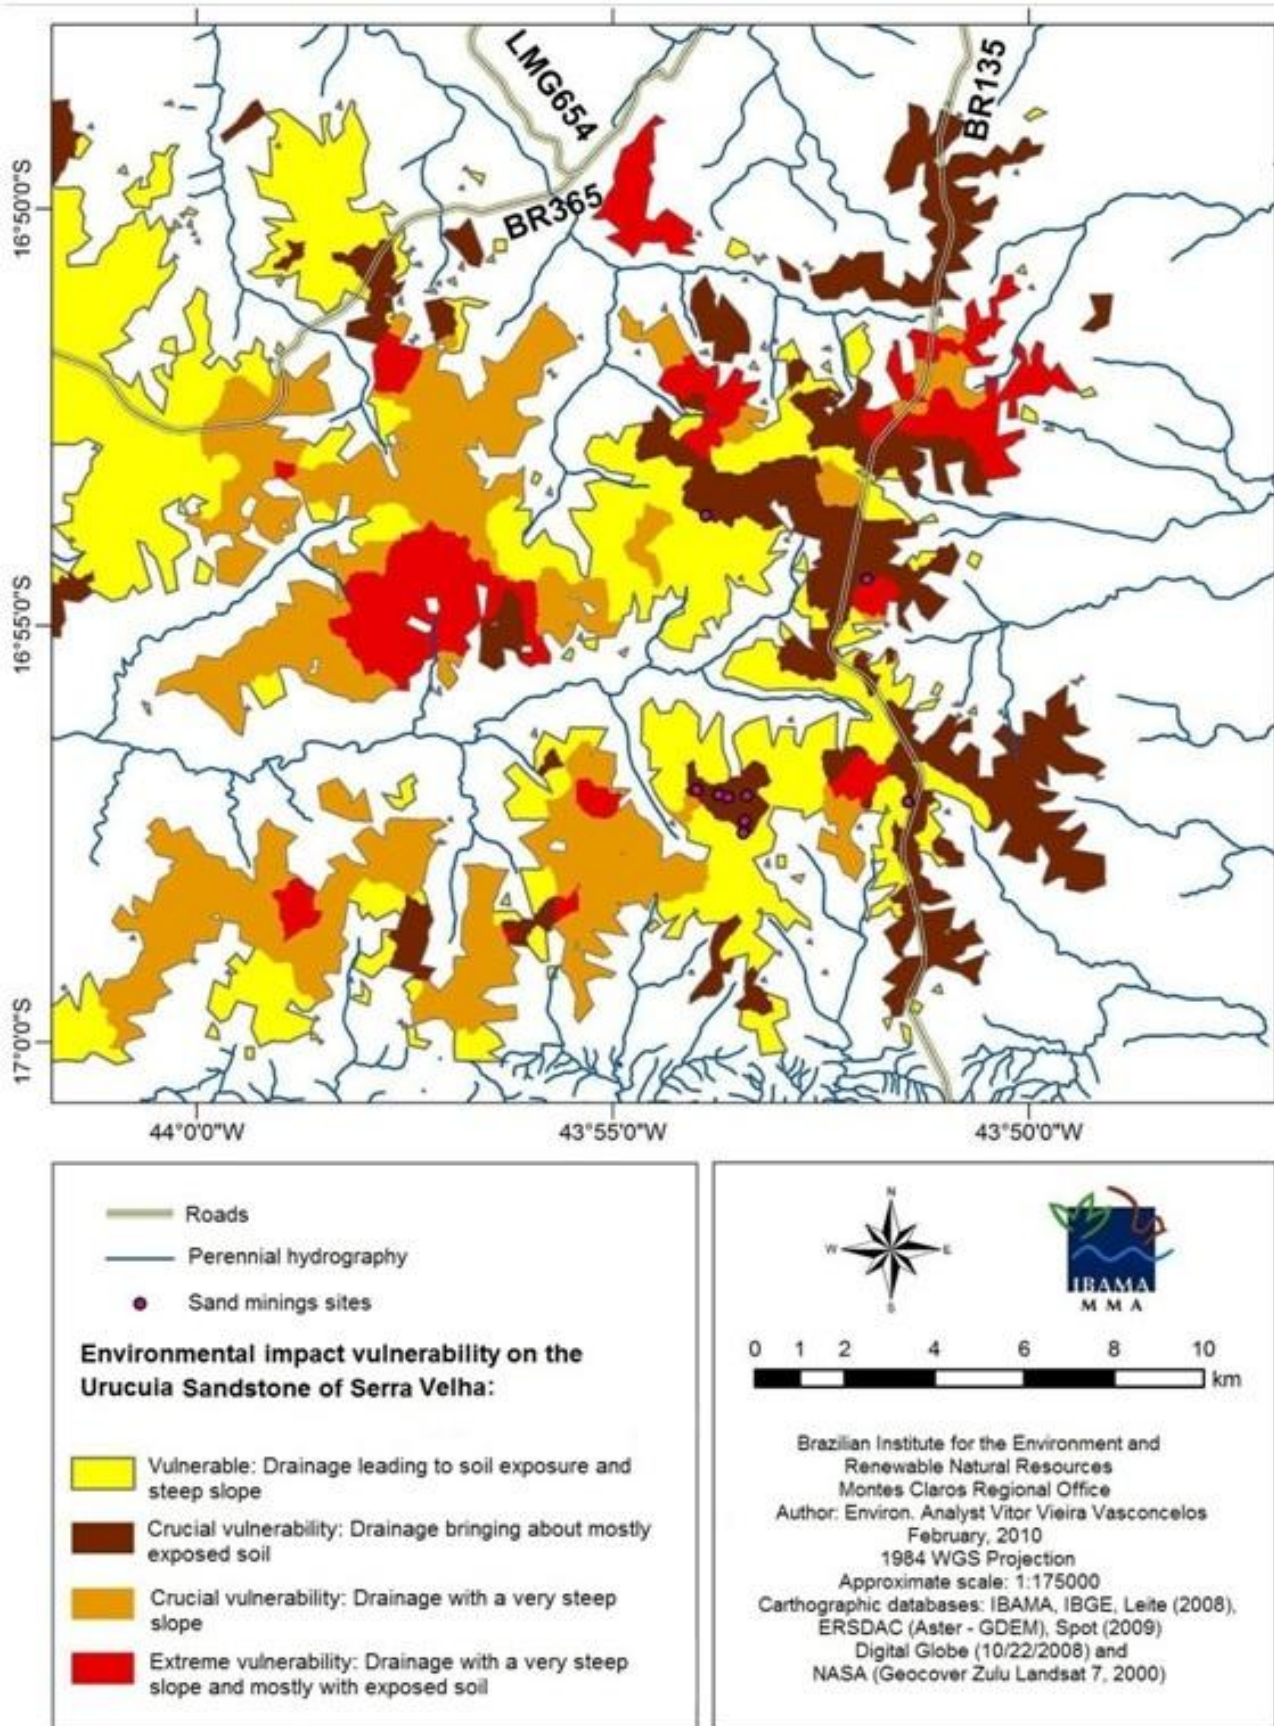 LMG654
BR135
BR365
16°50'0"S
16°55'0"S
17°0'0"S
44°0'0"W
43°55'0"W
43°50'0"W
Roads
Perennial hydrography
Sand minings sites
Environmental impact vulnerability on the
Urucuia Sandstone of Serra Velha:
Vulnerable: Drainage leading to soil exposure and
steep slope
Crucial vulnerability: Drainage bringing about mostly
exposed soil
Crucial vulnerability: Drainage with a very steep
slope
Extreme vulnerability: Drainage with a very steep
slope and mostly with exposed soil
N
W
E
S
IBAMA
M M A
0 1 2 4 6 8 10
km
Brazilian Institute for the Environment and
Renewable Natural Resources
Montes Claros Regional Office
Author: Environ. Analyst Vitor Vieira Vasconcelos
February, 2010
1984 WGS Projection
Approximate scale: 1:175000
Carthographic databases: IBAMA, IBGE, Leite (2008),
ERSDAC (Aster - GDEM), Spot (2009)
Digital Globe (10/22/2008) and
NASA (Geocover Zulu Landsat 7, 2000)